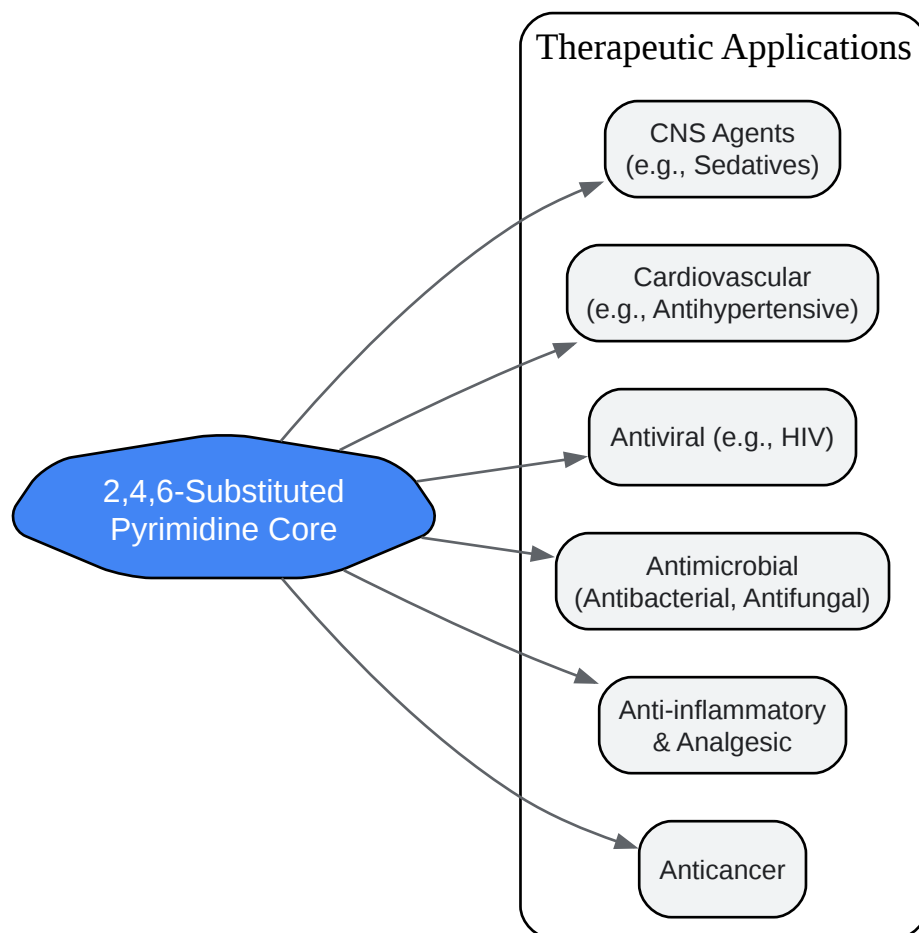 Therapeutic Applications
CNS Agents
(e.g., Sedatives)
Cardiovascular
(e.g., Antihypertensive)
Antiviral (e.g., HIV)
2,4,6-Substituted
Pyrimidine Core
Antimicrobial
(Antibacterial, Antifungal)
Anti-inflammatory
& Analgesic
Anticancer